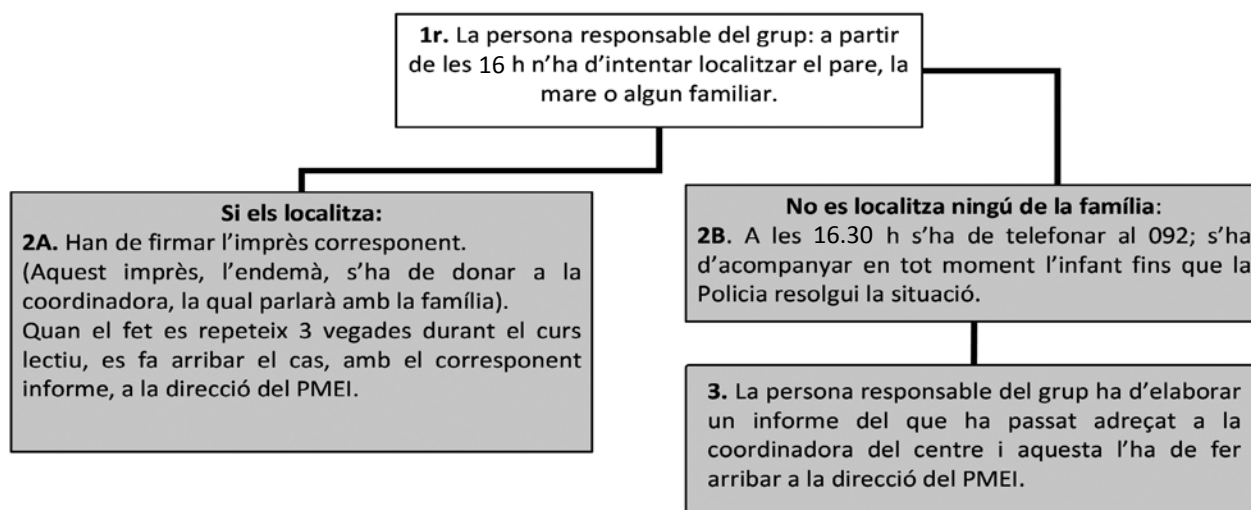 1r. La persona responsable del grup: a partir
de les 16 h n’ha d’intentar localitzar el pare, la
mare o algun familiar.
Si els localitza:
2A. Han de firmar l’imprès corresponent.
(Aquest imprès, l’endemà, s’ha de donar a la
coordinadora, la qual parlarà amb la família).
Quan el fet es repeteix 3 vegades durant el curs
lectiu, es fa arribar el cas, amb el corresponent
informe, a la direcció del PMEI.
No es localitza ningú de la família:
2B. A les 16.30 h s’ha de telefonar al 092; s’ha
d’acompanyar en tot moment l’infant fins que la
Policia resolgui la situació.
3. La persona responsable del grup ha d’elaborar
un informe del que ha passat adreçat a la
coordinadora del centre i aquesta l’ha de fer
arribar a la direcció del PMEI.